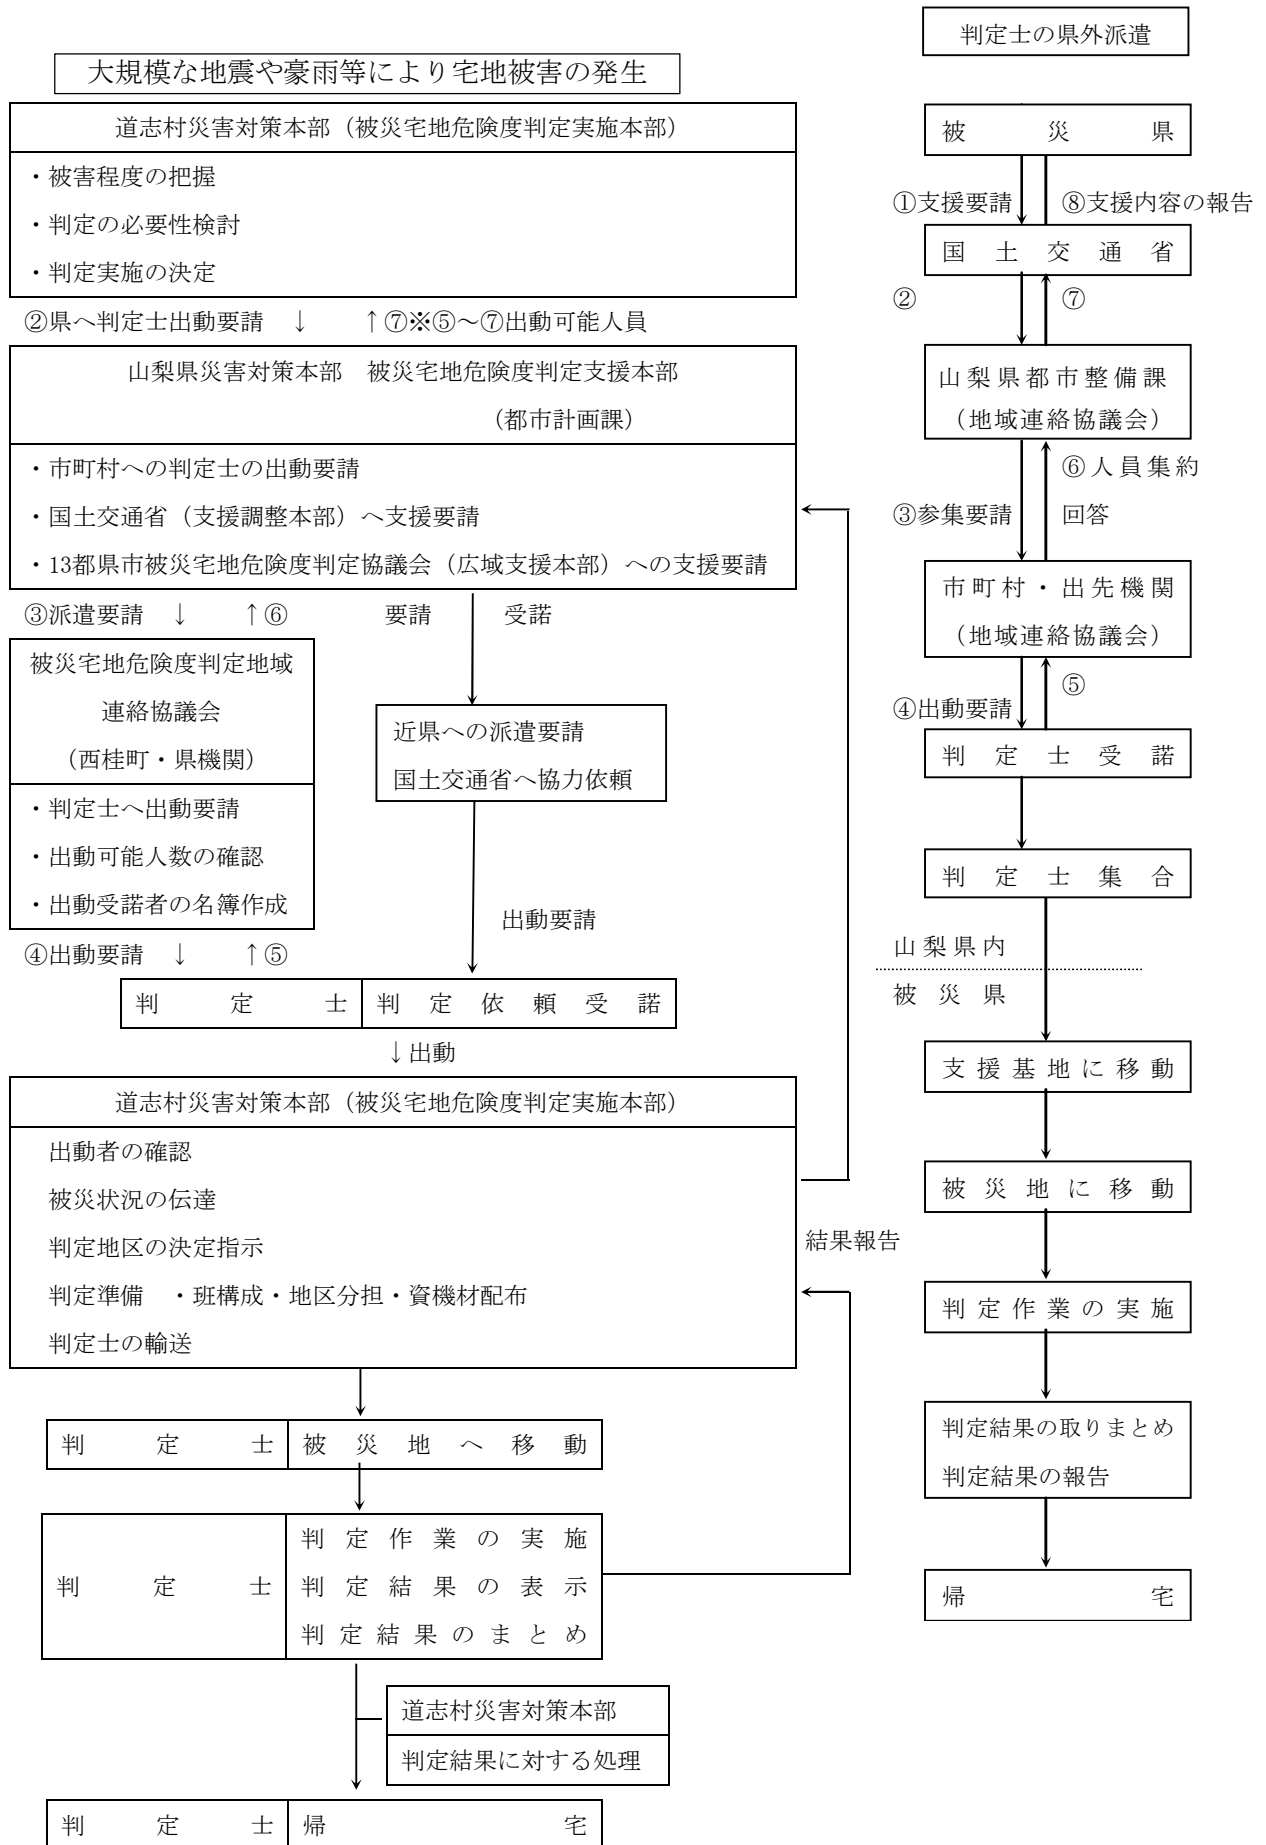 大規模な地震や豪雨等により宅地被害の発生
道志村災害対策本部（被災宅地危険度判定実施本部）
・被害程度の把握
・判定の必要性検討
・判定実施の決定
②県へ判定士出動要請　↓　　↑⑦※⑤～⑦出動可能人員
山梨県災害対策本部　被災宅地危険度判定支援本部
（都市計画課）
・市町村への判定士の出動要請
・国土交通省（支援調整本部）へ支援要請
・13都県市被災宅地危険度判定協議会（広域支援本部）への支援要請
③派遣要請　↓　　↑⑥　　　　要請　　　受諾
被災宅地危険度判定地域
連絡協議会
（西桂町・県機関）
・判定士へ出動要請
・出動可能人数の確認
・出動受諾者の名簿作成
近県への派遣要請
国土交通省へ協力依頼
出動要請
④出動要請　↓　　↑⑤
判定士　判定依頼受諾
↓出動
道志村災害対策本部（被災宅地危険度判定実施本部）
出動者の確認
被災状況の伝達
判定地区の決定指示
判定準備　・班構成・地区分担・資機材配布
判定士の輸送
結果報告
判定士　被災地へ移動
判定士　判定作業の実施
判定結果の表示
判定結果のまとめ
道志村災害対策本部
判定結果に対する処理
判定士　帰宅
判定士の県外派遣
被災県
①支援要請　⑧支援内容の報告
国土交通省
②　⑦
山梨県都市整備課
（地域連絡協議会）
⑥人員集約
③参集要請　回答
市町村・出先機関
（地域連絡協議会）
⑤
④出動要請
判定士受諾
判定士集合
山梨県内
被災県
支援基地に移動
被災地に移動
判定作業の実施
判定結果の取りまとめ
判定結果の報告
帰宅